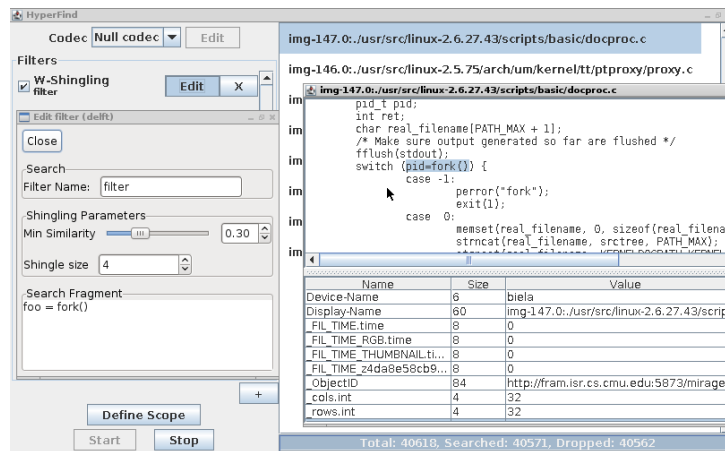 HyperFind
Codec Null codec Edit
Filters
W-Shingling
filter
Edit X
Edit filter (delft)
Close
Search
Filter Name: filter
Shingling Parameters
Min Similarity 0.30
Shingle size 4
Search Fragment
foo = fork()
+
Define Scope
Start Stop
img-147.0:./usr/src/linux-2.6.27.43/scripts/basic/docproc.c
img-146.0:./usr/src/linux-2.5.75/arch/um/kernel/tt/ptproxy/proxy.c
im
im
im
im
im
im
img-147.0:./usr/src/linux-2.6.27.43/scripts/basic/docproc.c
pid_t pid;
int ret;
char real_filename[PATH_MAX + 1];
/* Make sure output generated so far are flushed */
fflush(stdout);
switch (pid=fork()) {
case -1:
perror("fork");
exit(1);
case 0:
memset(real_filename, 0, sizeof(real_filena
strncat(real_filename, srctree, PATH_MAX);
Name Size Value
Device-Name 6 biela
Display-Name 60 img-147.0:./usr/src/linux-2.6.27.43/scrip
_FIL_TIME.time 8 0
_FIL_TIME_RGB.time 8 0
_FIL_TIME_THUMBNAIL.ti... 8 0
_FIL_TIME_z4da8e58cb9... 8 0
_ObjectID 84 http://fram.isr.cs.cmu.edu:5873/mirage
_cols.int 4 32
_rows.int 4 32
Total: 40618, Searched: 40571, Dropped: 40562